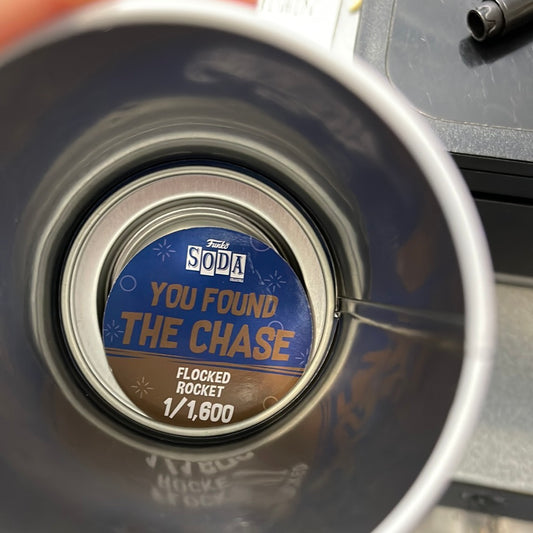 Funko
SODA
YOU FOUND
THE CHASE
FLOCKED
ROCKET
1/1,600